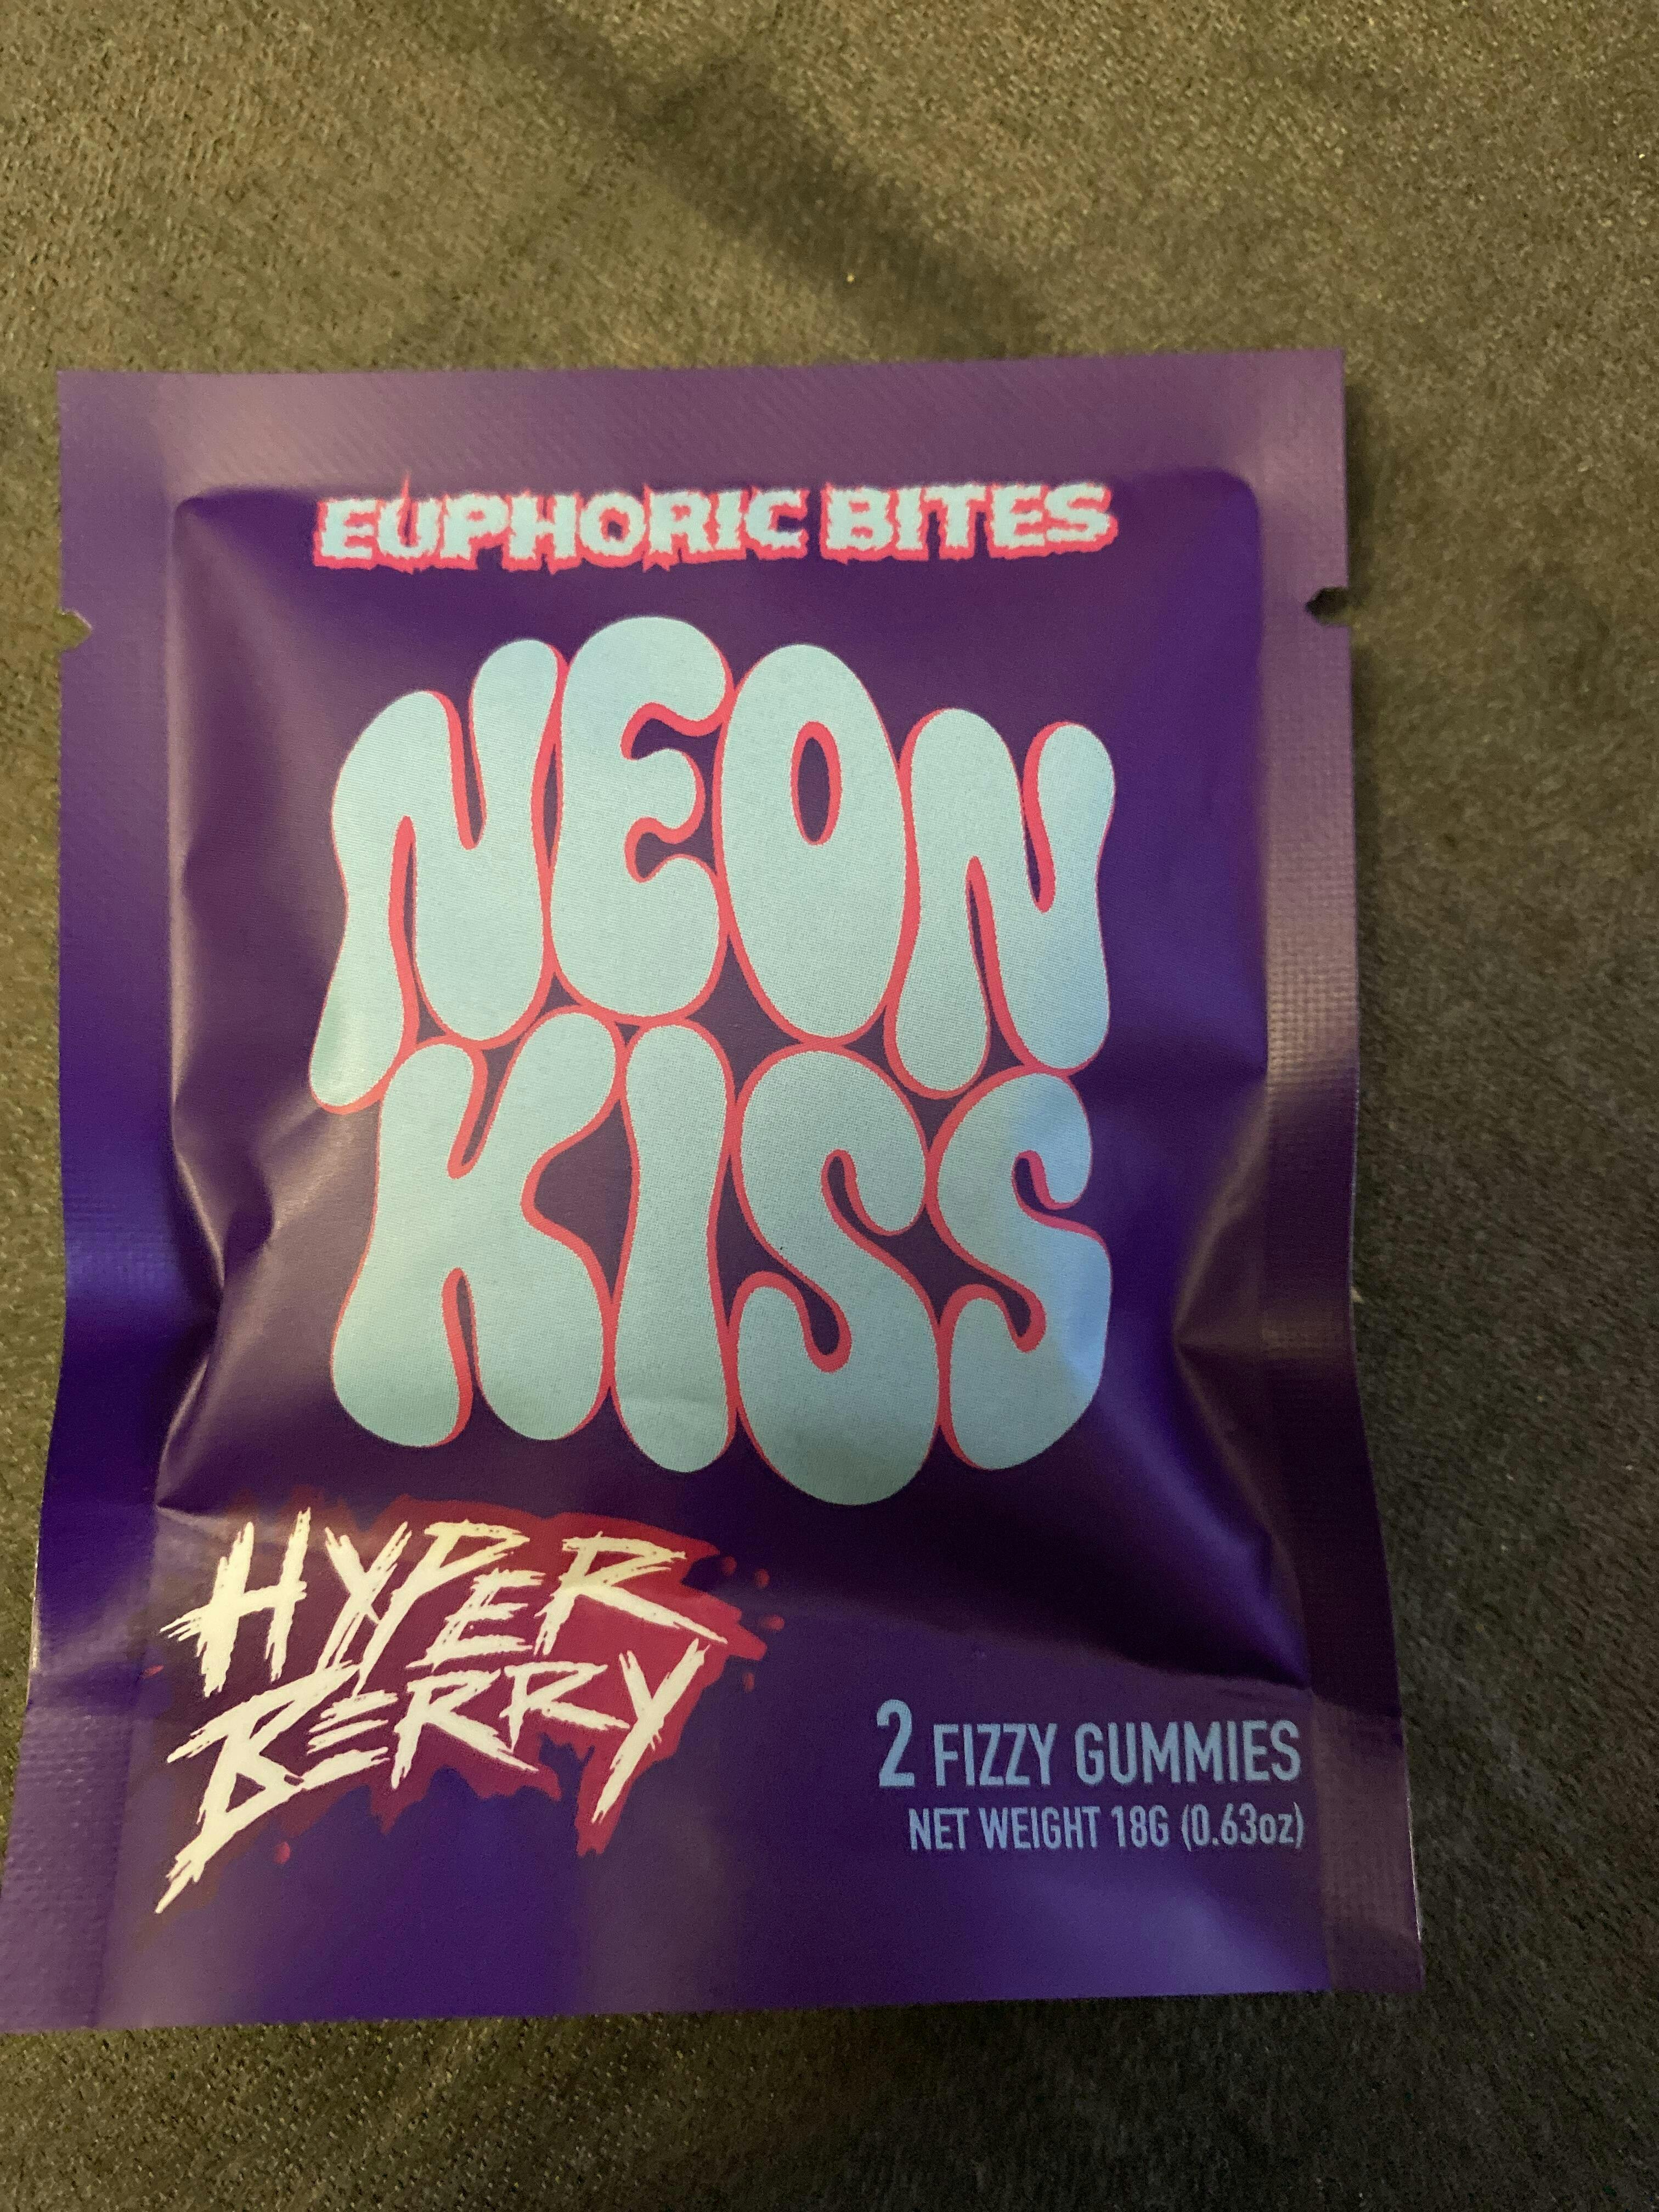 EUPHORIC BITES
NEON
KISS
HYPER
BERRY
2 FIZZY GUMMIES
NET WEIGHT 18G (0.63oz)